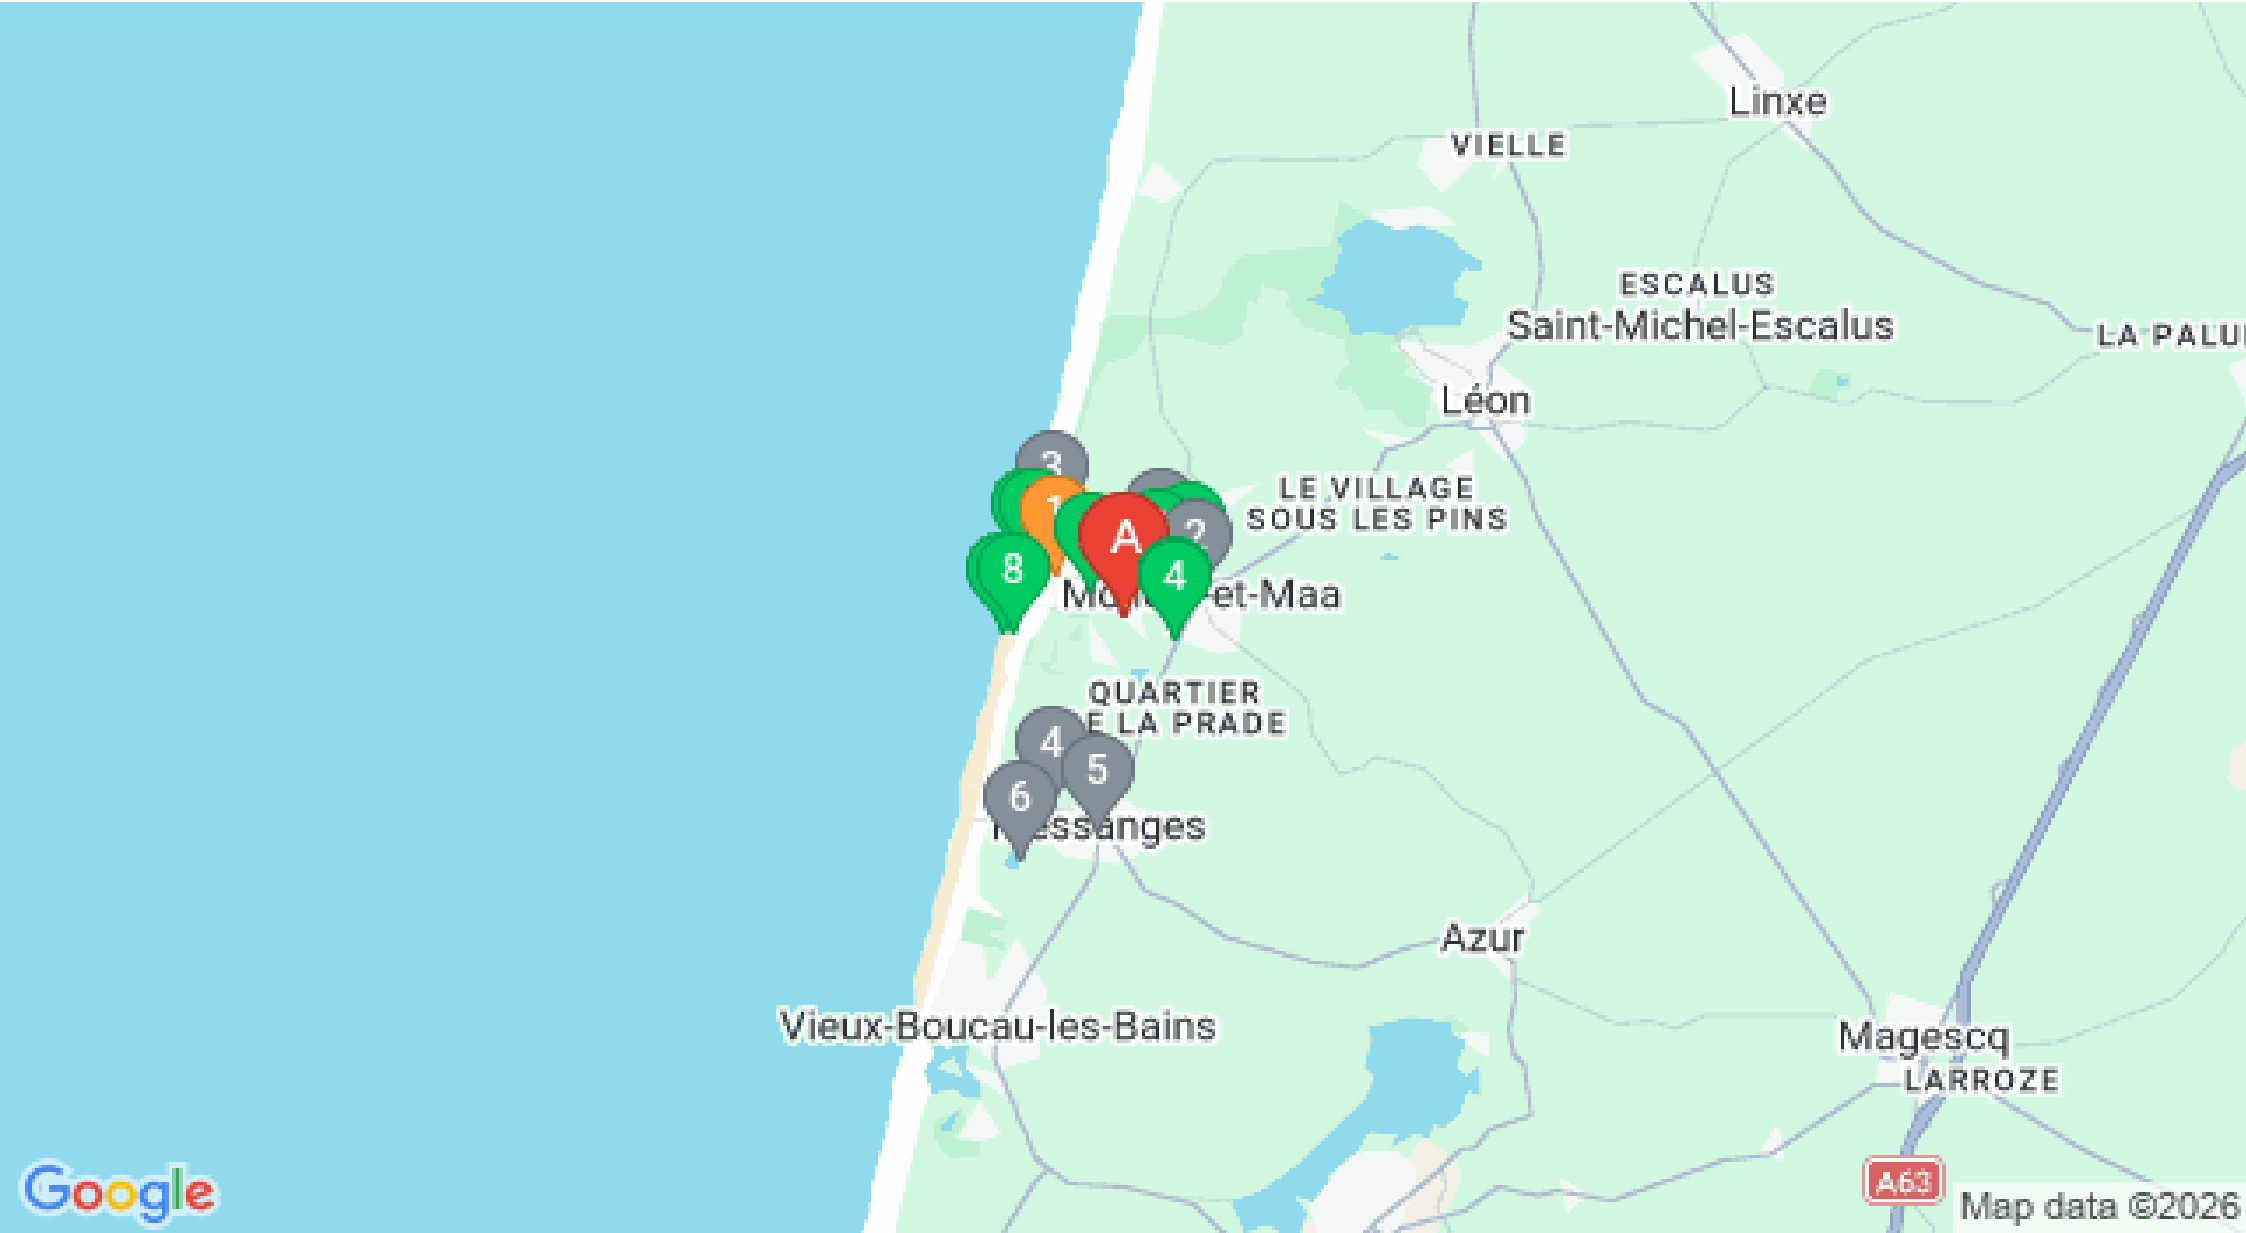 Linxe
VIELLE
ESCALUS
Saint-Michel-Escalus
LA PALU
Léon
3
LE VILLAGE
SOUS LES PINS
1
A
2
8
4
-et-Maa
QUARTIER
E LA PRADE
4
5
6
essanges
Azur
Vieux-Boucau-les-Bains
Magescq
LARROZE
A63
Google
Map data ©2026